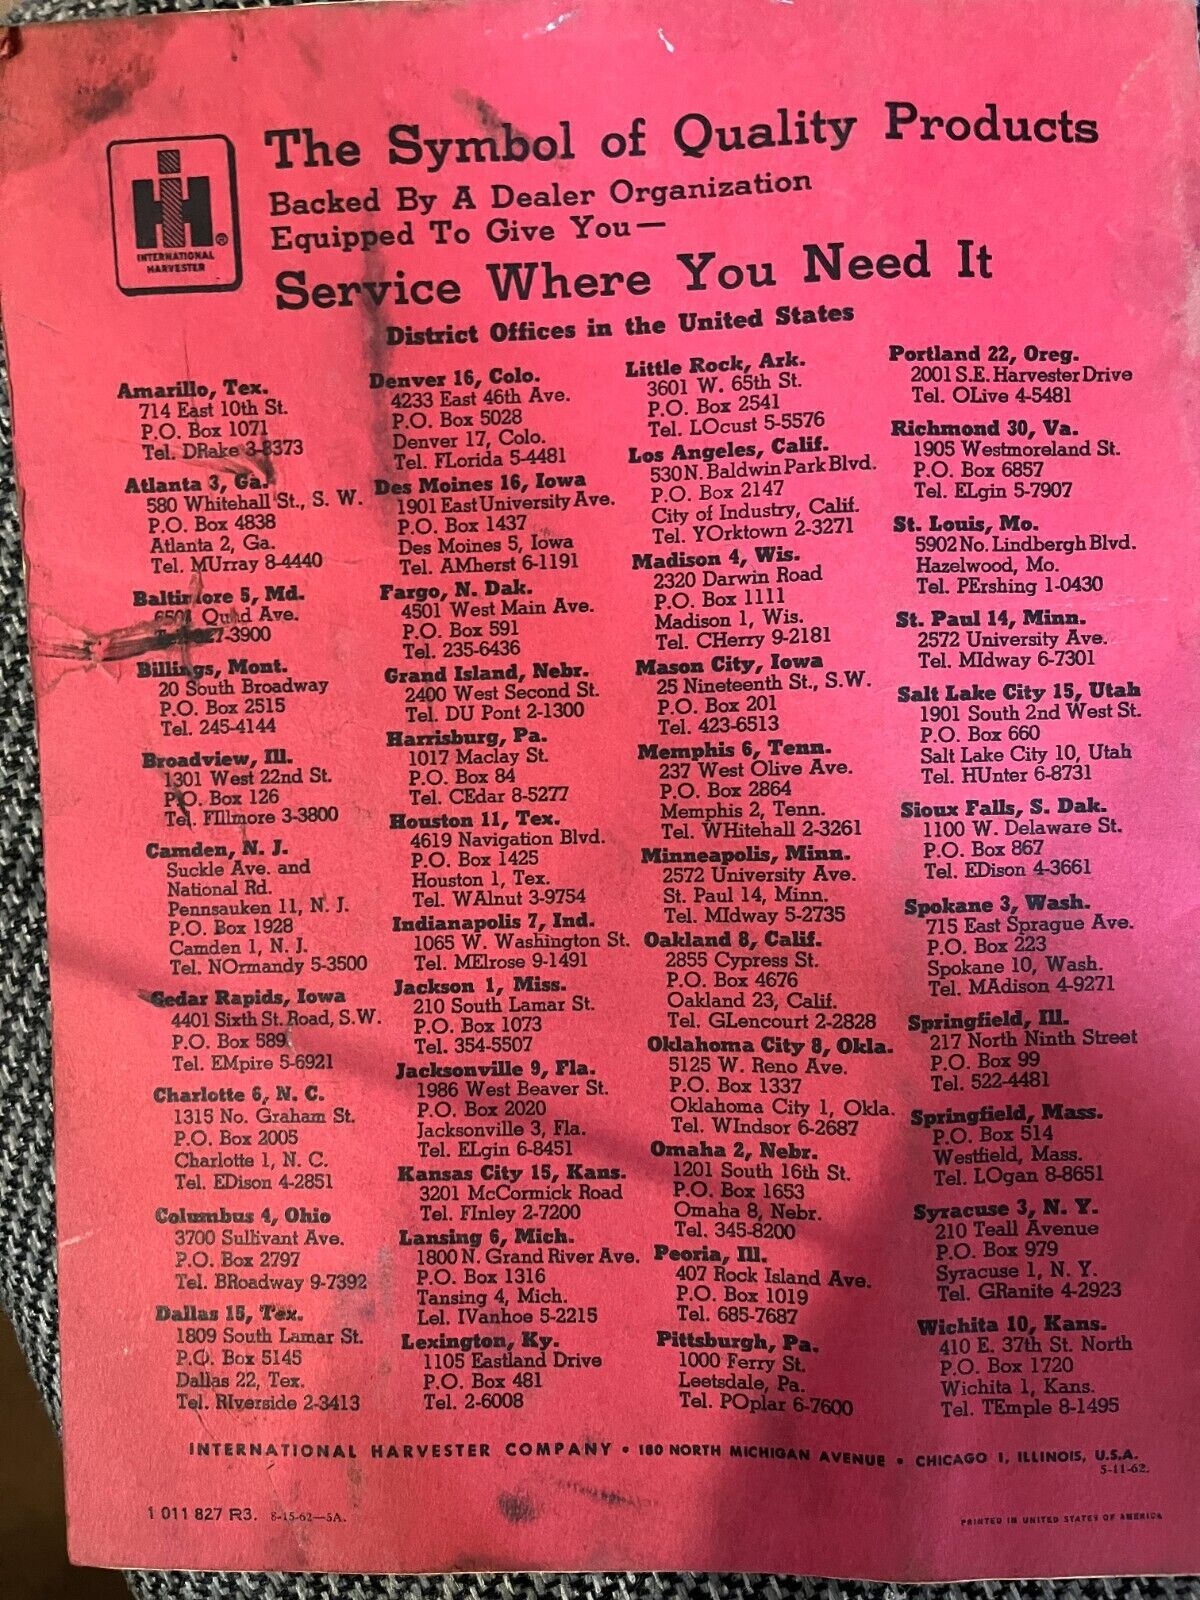 IH ®
INTERNATIONAL
HARVESTER
The Symbol of Quality Products
Backed By A Dealer Organization
Equipped To Give You—
Service Where You Need It
District Offices in the United States
Amarillo, Tex.
714 East 10th St.
P.O. Box 1071
Tel. DRake 3-8373
Atlanta 3, Ga.
580 Whitehall St., S. W.
P.O. Box 4838
Atlanta 2, Ga.
Tel. MUrray 8-4440
Baltimore 5, Md.
6501 Quad Ave.
-3900
Billings, Mont.
20 South Broadway
P.O. Box 2515
Tel. 245-4144
Broadview, Ill.
1301 West 22nd St.
P.O. Box 126
Tel. FIllmore 3-3800
Camden, N. J.
Suckle Ave. and
National Rd.
Pennsauken 11, N. J.
P.O. Box 1928
Camden 1, N. J.
Tel. NOrmandy 5-3500
Cedar Rapids, Iowa
4401 Sixth St. Road, S.W.
P.O. Box 589
Tel. EMpire 5-6921
Charlotte 6, N. C.
1315 No. Graham St.
P.O. Box 2005
Charlotte 1, N. C.
Tel. EDison 4-2851
Columbus 4, Ohio
3700 Sullivant Ave.
P.O. Box 2797
Tel. BRoadway 9-7392
Dallas 15, Tex.
1809 South Lamar St.
P.O. Box 5145
Dallas 22, Tex.
Tel. RIverside 2-3413
Denver 16, Colo.
4233 East 46th Ave.
P.O. Box 5028
Denver 17, Colo.
Tel. FLorida 5-4481
Des Moines 16, Iowa
1901 East University Ave.
P.O. Box 1437
Des Moines 5, Iowa
Tel. AMherst 6-1191
Fargo, N. Dak.
4501 West Main Ave.
P.O. Box 591
Tel. 235-6436
Grand Island, Nebr.
2400 West Second St.
Tel. DU Pont 2-1300
Harrisburg, Pa.
1017 Maclay St.
P.O. Box 84
Tel. CEdar 8-5277
Houston 11, Tex.
4619 Navigation Blvd.
P.O. Box 1425
Houston 1, Tex.
Tel. WAlnut 3-9754
Indianapolis 7, Ind.
1065 W. Washington St.
Tel. MElrose 9-1491
Jackson 1, Miss.
210 South Lamar St.
P.O. Box 1073
Tel. 354-5507
Jacksonville 9, Fla.
1986 West Beaver St.
P.O. Box 2020
Jacksonville 3, Fla.
Tel. ELgin 6-8451
Kansas City 15, Kans.
3201 McCormick Road
Tel. FInley 2-7200
Lansing 6, Mich.
1800 N. Grand River Ave.
P.O. Box 1316
Tansing 4, Mich.
Lel. IVanhoe 5-2215
Lexington, Ky.
1105 Eastland Drive
P.O. Box 481
Tel. 2-6008
Little Rock, Ark.
3601 W. 65th St.
P.O. Box 2541
Tel. LOcust 5-5576
Los Angeles, Calif.
530 N. Baldwin Park Blvd.
P.O. Box 2147
City of Industry, Calif.
Tel. YOrktown 2-3271
Madison 4, Wis.
2320 Darwin Road
P.O. Box 1111
Madison 1, Wis.
Tel. CHerry 9-2181
Mason City, Iowa
25 Nineteenth St., S.W.
P.O. Box 201
Tel. 423-6513
Memphis 6, Tenn.
237 West Olive Ave.
P.O. Box 2864
Memphis 2, Tenn.
Tel. WHitehall 2-3261
Minneapolis, Minn.
2572 University Ave.
St. Paul 14, Minn.
Tel. MIdway 5-2735
Oakland 8, Calif.
2855 Cypress St.
P.O. Box 4676
Oakland 23, Calif.
Tel. GLencourt 2-2828
Oklahoma City 8, Okla.
5125 W. Reno Ave.
P.O. Box 1337
Oklahoma City 1, Okla.
Tel. WIndsor 6-2687
Omaha 2, Nebr.
1201 South 16th St.
P.O. Box 1653
Omaha 8, Nebr.
Tel. 345-8200
Peoria, Ill.
407 Rock Island Ave.
P.O. Box 1019
Tel. 685-7687
Pittsburgh, Pa.
1000 Ferry St.
Leetsdale, Pa.
Tel. POplar 6-7600
Portland 22, Oreg.
2001 S.E. Harvester Drive
Tel. OLive 4-5481
Richmond 30, Va.
1905 Westmoreland St.
P.O. Box 6857
Tel. ELgin 5-7907
St. Louis, Mo.
5902 No. Lindbergh Blvd.
Hazelwood, Mo.
Tel. PErshing 1-0430
St. Paul 14, Minn.
2572 University Ave.
Tel. MIdway 6-7301
Salt Lake City 15, Utah
1901 South 2nd West St.
P.O. Box 660
Salt Lake City 10, Utah
Tel. HUnter 6-8731
Sioux Falls, S. Dak.
1100 W. Delaware St.
P.O. Box 867
Tel. EDison 4-3661
Spokane 3, Wash.
715 East Sprague Ave.
P.O. Box 223
Spokane 10, Wash.
Tel. MAdison 4-9271
Springfield, Ill.
217 North Ninth Street
P.O. Box 99
Tel. 522-4481
Springfield, Mass.
P.O. Box 514
Westfield, Mass.
Tel. LOgan 8-8651
Syracuse 3, N. Y.
210 Teall Avenue
P.O. Box 979
Syracuse 1, N. Y.
Tel. GRanite 4-2923
Wichita 10, Kans.
410 E. 37th St. North
P.O. Box 1720
Wichita 1, Kans.
Tel. TEmple 8-1495
INTERNATIONAL HARVESTER COMPANY • 180 NORTH MICHIGAN AVENUE • CHICAGO 1, ILLINOIS, U.S.A.
5-11-62.
1 011 827 R3. 8-15-62—5A.
PRINTED IN UNITED STATES OF AMERICA